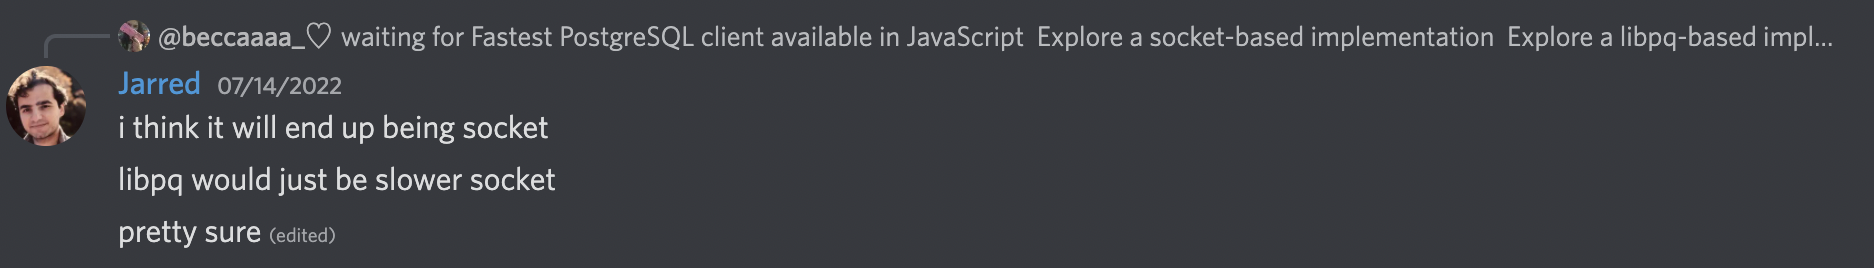 @beccaaaa_♡ waiting for Fastest PostgreSQL client available in JavaScript Explore a socket-based implementation Explore a libpq-based impl...
Jarred 07/14/2022
i think it will end up being socket
libpq would just be slower socket
pretty sure (edited)